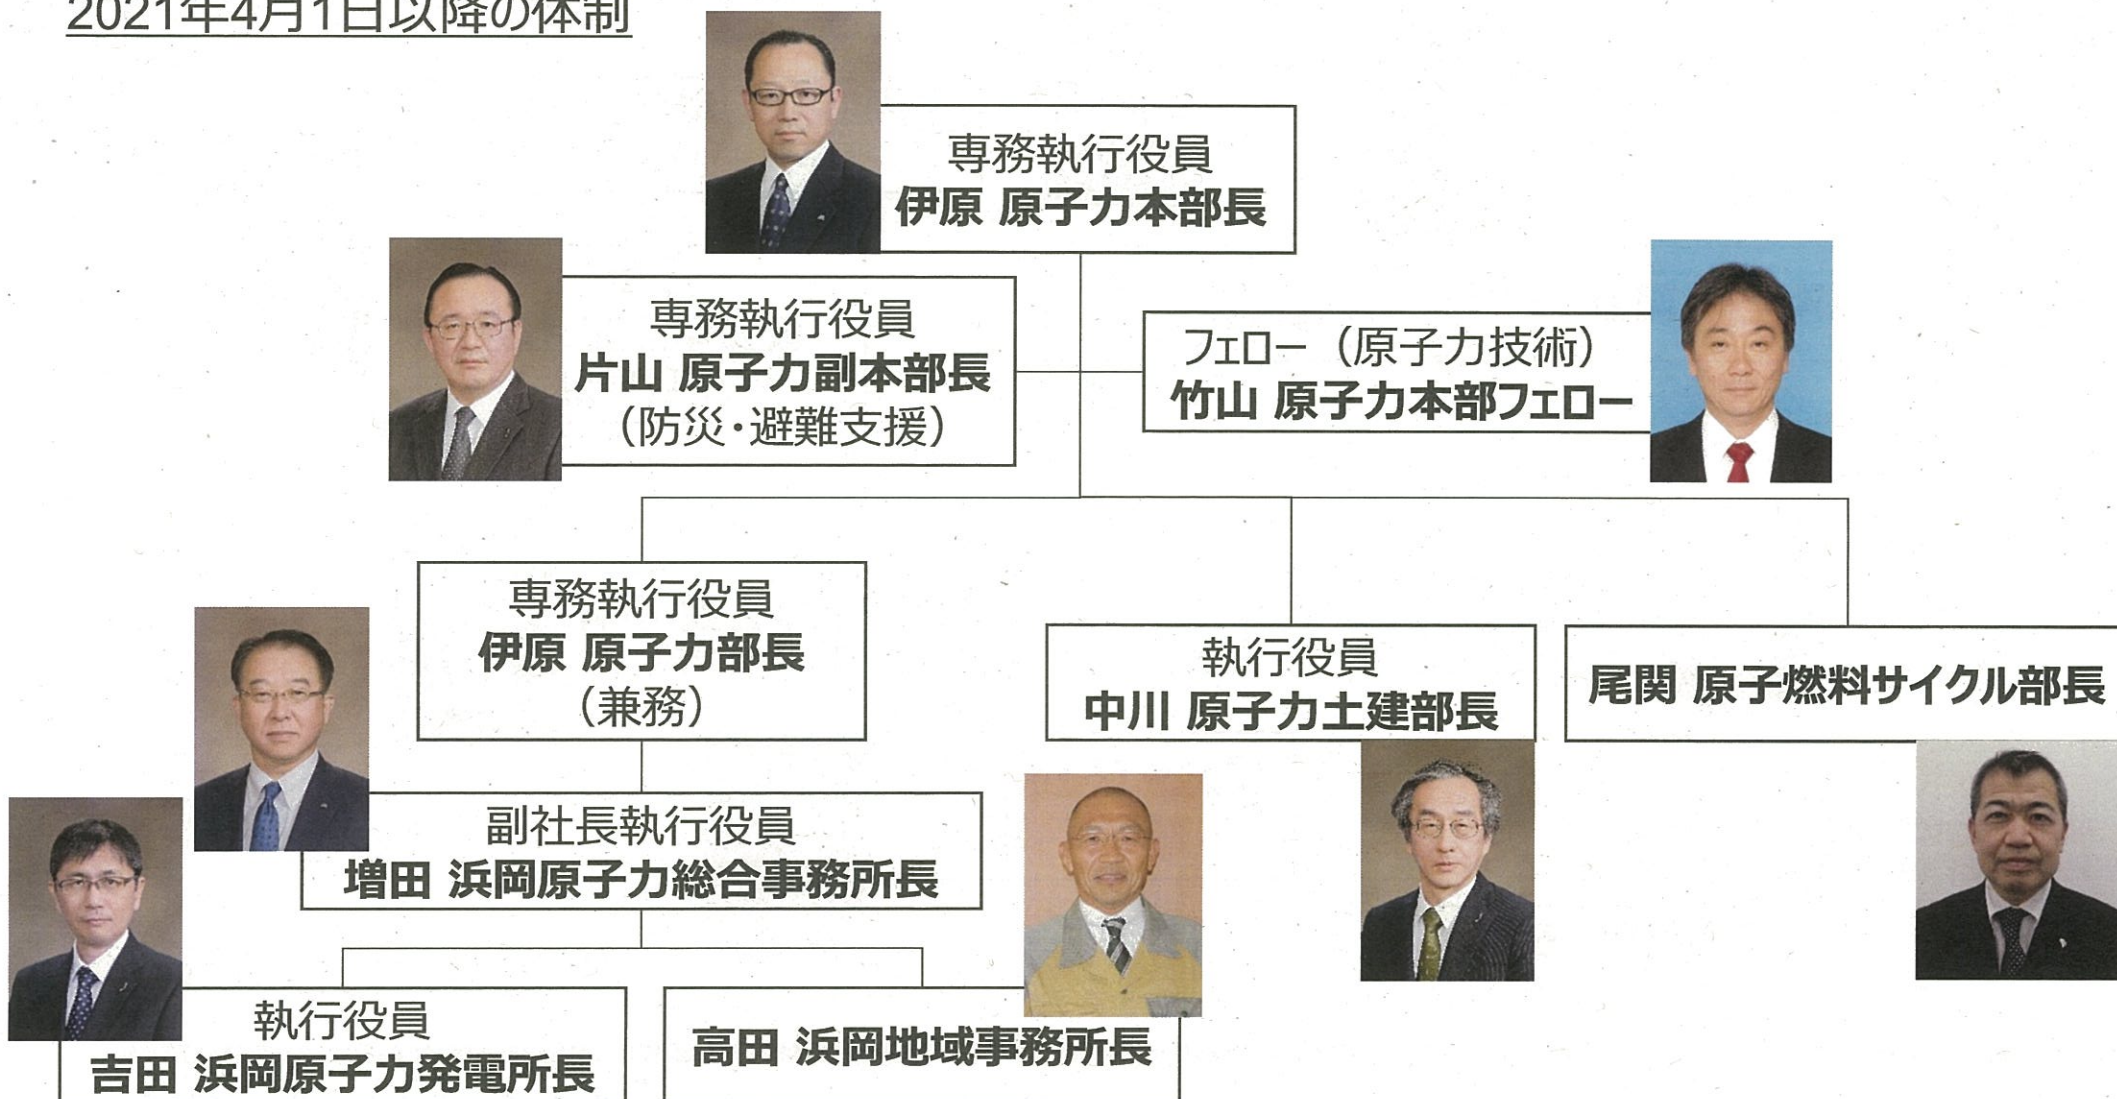 2021年4月1日以降の体制
専務執行役員
伊原 原子力本部長
専務執行役員
片山 原子力副本部長
（防災・避難支援）
フェロー（原子力技術）
竹山 原子力本部フェロー
専務執行役員
伊原 原子力部長
（兼務）
執行役員
中川 原子力土建部長
尾関 原子燃料サイクル部長
副社長執行役員
増田 浜岡原子力総合事務所長
執行役員
吉田 浜岡原子力発電所長
高田 浜岡地域事務所長